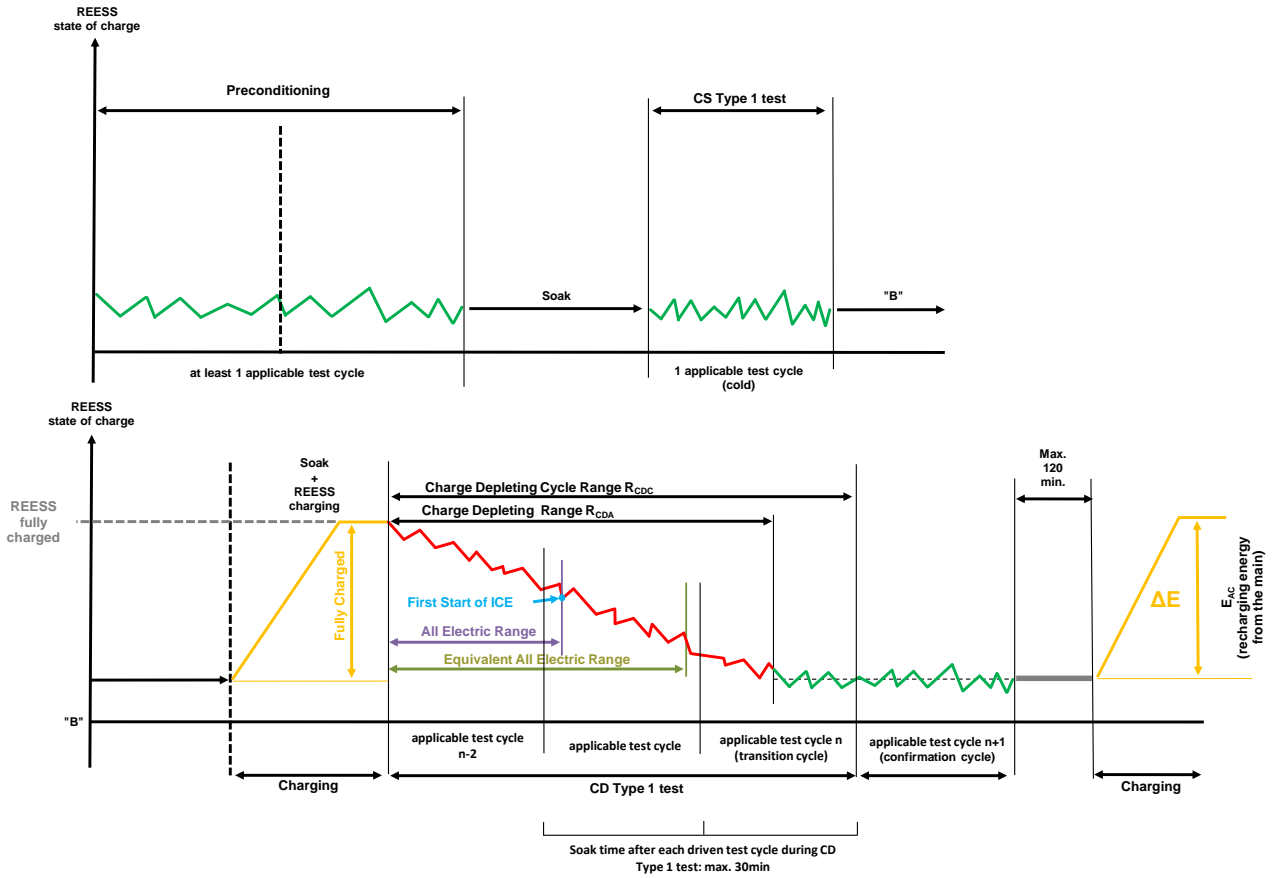 REESS
state of charge
Preconditioning
CS Type 1 test
Soak
"B"
at least 1 applicable test cycle
1 applicable test cycle
(cold)
REESS
state of charge
Soak
+
REESS
charging
Max.
120
min.
Charge Depleting Cycle Range RCDC
Charge Depleting Range RCDA
REESS
fully
charged
Fully Charged
First Start of ICE
All Electric Range
Equivalent All Electric Range
ΔE
EAC
(recharging energy
from the main)
"B"
applicable test cycle
n-2
applicable test cycle
applicable test cycle n
(transition cycle)
applicable test cycle n+1
(confirmation cycle)
Charging
CD Type 1 test
Charging
Soak time after each driven test cycle during CD
Type 1 test: max. 30min